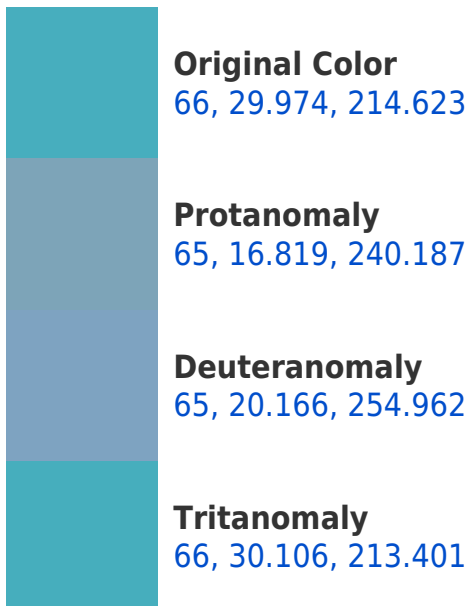 Original Color
66, 29.974, 214.623
Protanomaly
65, 16.819, 240.187
Deuteranomaly
65, 20.166, 254.962
Tritanomaly
66, 30.106, 213.401